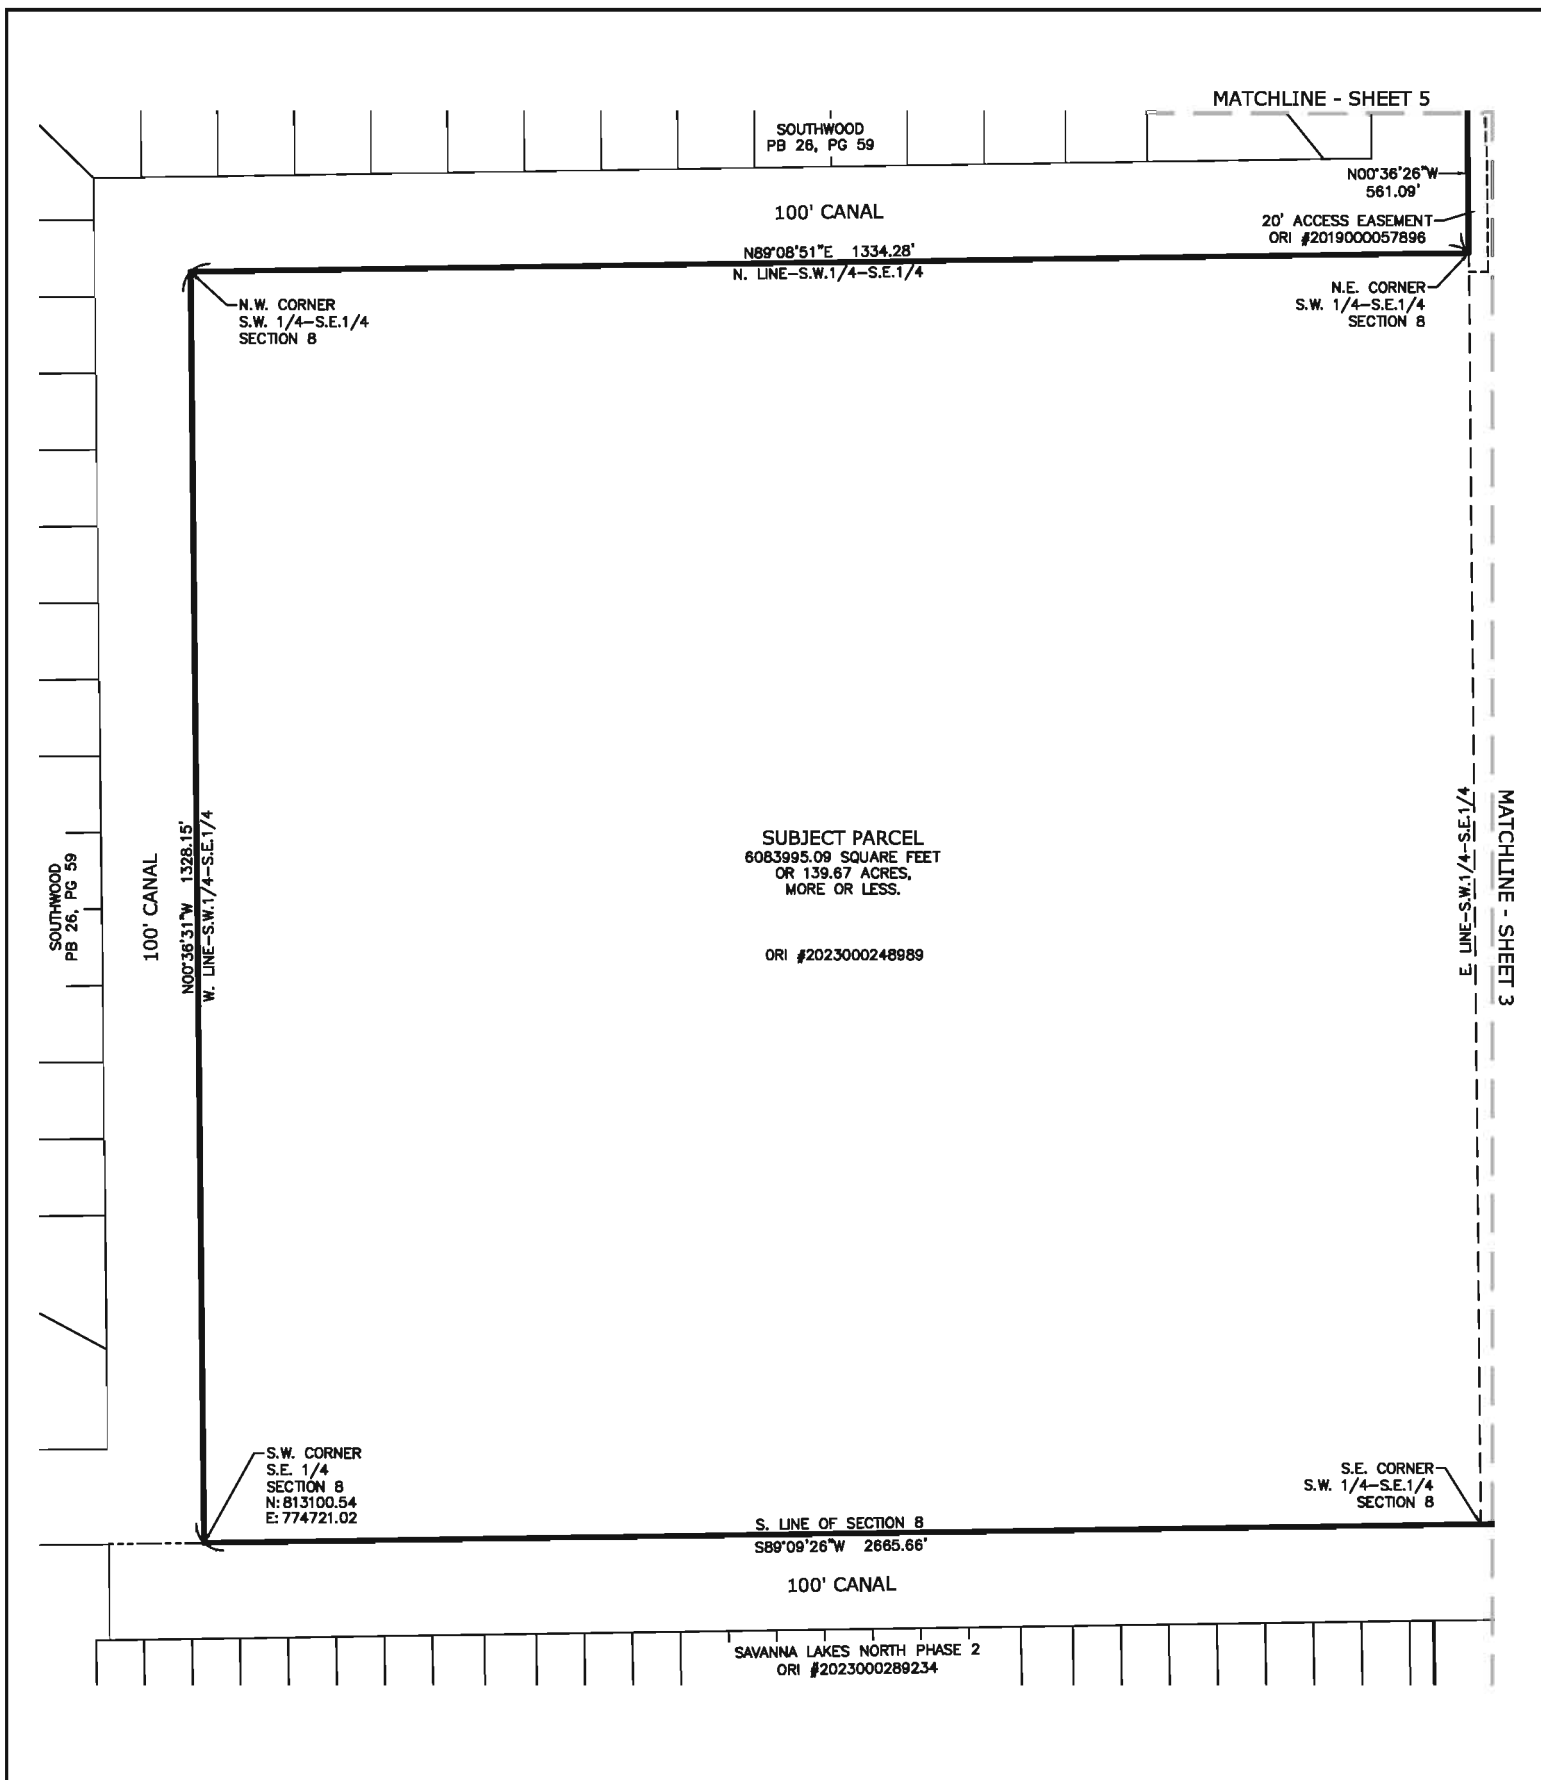 MATCHLINE - SHEET 5
SOUTHWOOD
PB 26, PG 59
N00°36'26"W
561.09'
100' CANAL
20' ACCESS EASEMENT
ORI #2019000057896
N89°08'51"E 1334.28'
N. LINE-S.W.1/4-S.E.1/4
N.W. CORNER
S.W. 1/4-S.E.1/4
SECTION 8
N.E. CORNER
S.W. 1/4-S.E.1/4
SECTION 8
SOUTHWOOD
PB 26, PG 59
100' CANAL
N00°36'31"W 1328.15'
W. LINE-S.W.1/4-S.E.1/4
SUBJECT PARCEL
6083995.09 SQUARE FEET
OR 139.67 ACRES,
MORE OR LESS.
ORI #2023000248989
E. LINE-S.W.1/4-S.E.1/4
MATCHLINE - SHEET 3
S.W. CORNER
S.E. 1/4
SECTION 8
N: 813100.54
E: 774721.02
S.E. CORNER
S.W. 1/4-S.E.1/4
SECTION 8
S. LINE OF SECTION 8
S89°09'26"W 2665.66'
100' CANAL
SAVANNA LAKES NORTH PHASE 2
ORI #2023000289234